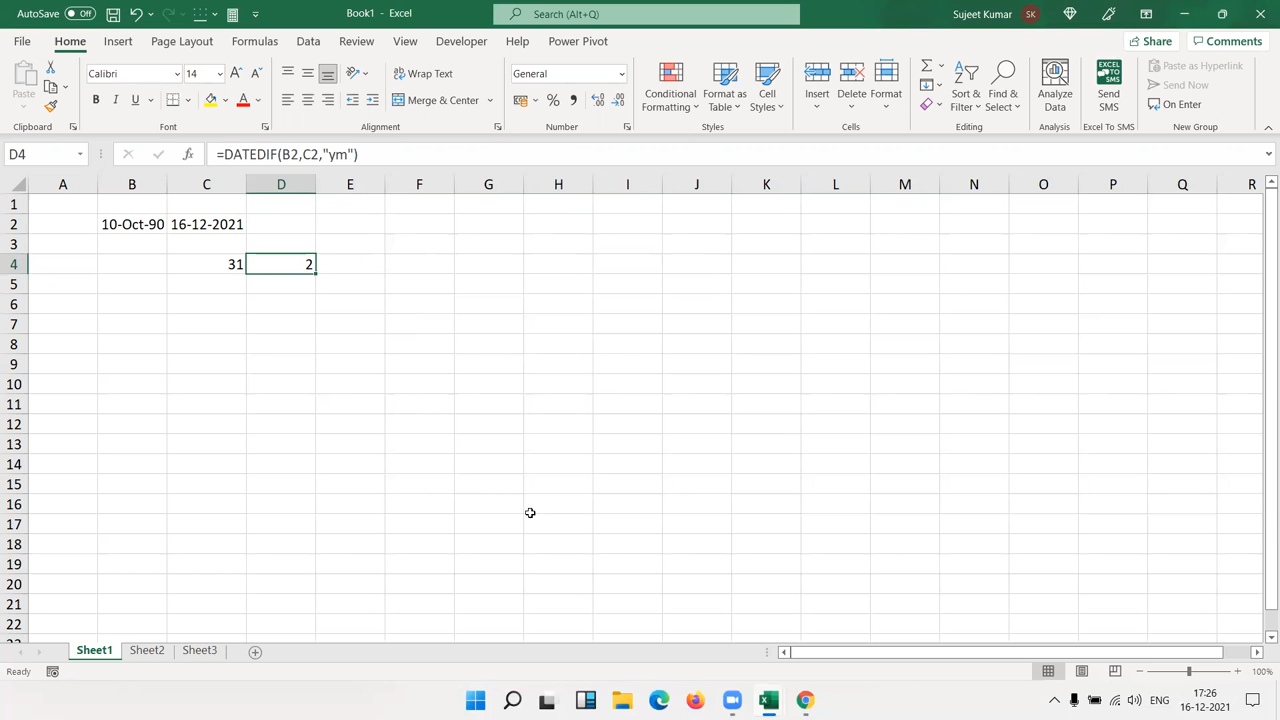 AutoSave Off Book1 - Excel Search (Alt+Q) Sujeet Kumar SK
File Home Insert Page Layout Formulas Data Review View Developer Help Power Pivot Share Comments
Paste Calibri 14 Wrap Text General Conditional Formatting Format as Table Cell Styles Insert Delete Format Sort & Filter Find & Select Analyze Data Send SMS Paste as Hyperlink
Send Now
B I U Merge & Center On Enter
Clipboard Font Alignment Number Styles Cells Editing Analysis Excel To SMS New Group
D4 fx =DATEDIF(B2,C2,"ym")
A B C D E F G H I J K L M N O P Q R
1
2 10-Oct-90 16-12-2021
3
4 31 2
5
6
7
8
9
10
11
12
13
14
15
16
17
18
19
20
21
22
Sheet1 Sheet2 Sheet3
Ready 100%
ENG 17:26
16-12-2021